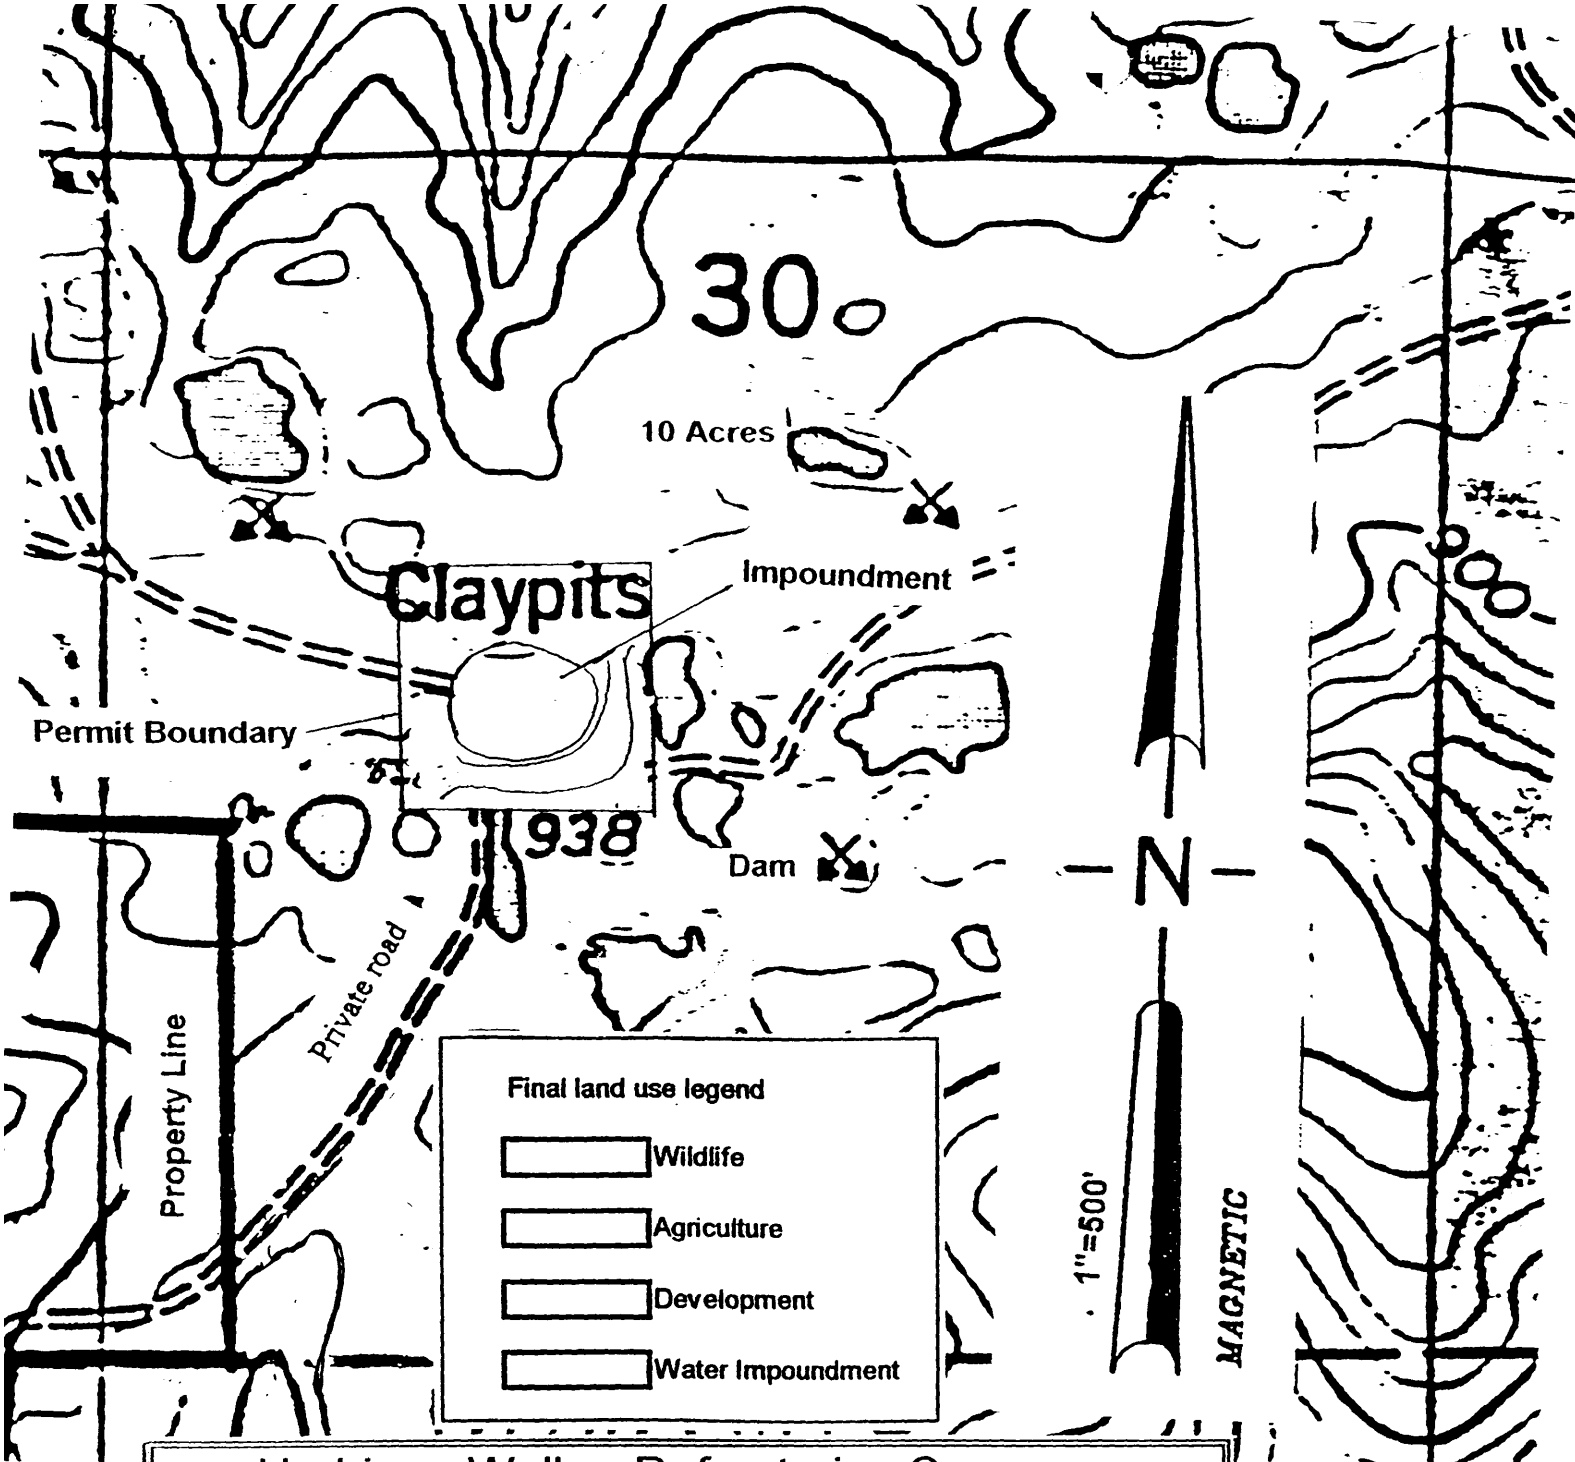 30
10 Acres
Impoundment
Claypits
Permit Boundary
938
Dam
Private road
Property Line
N
1"=500'
MAGNETIC
Final land use legend
Wildlife
Agriculture
Development
Water Impoundment